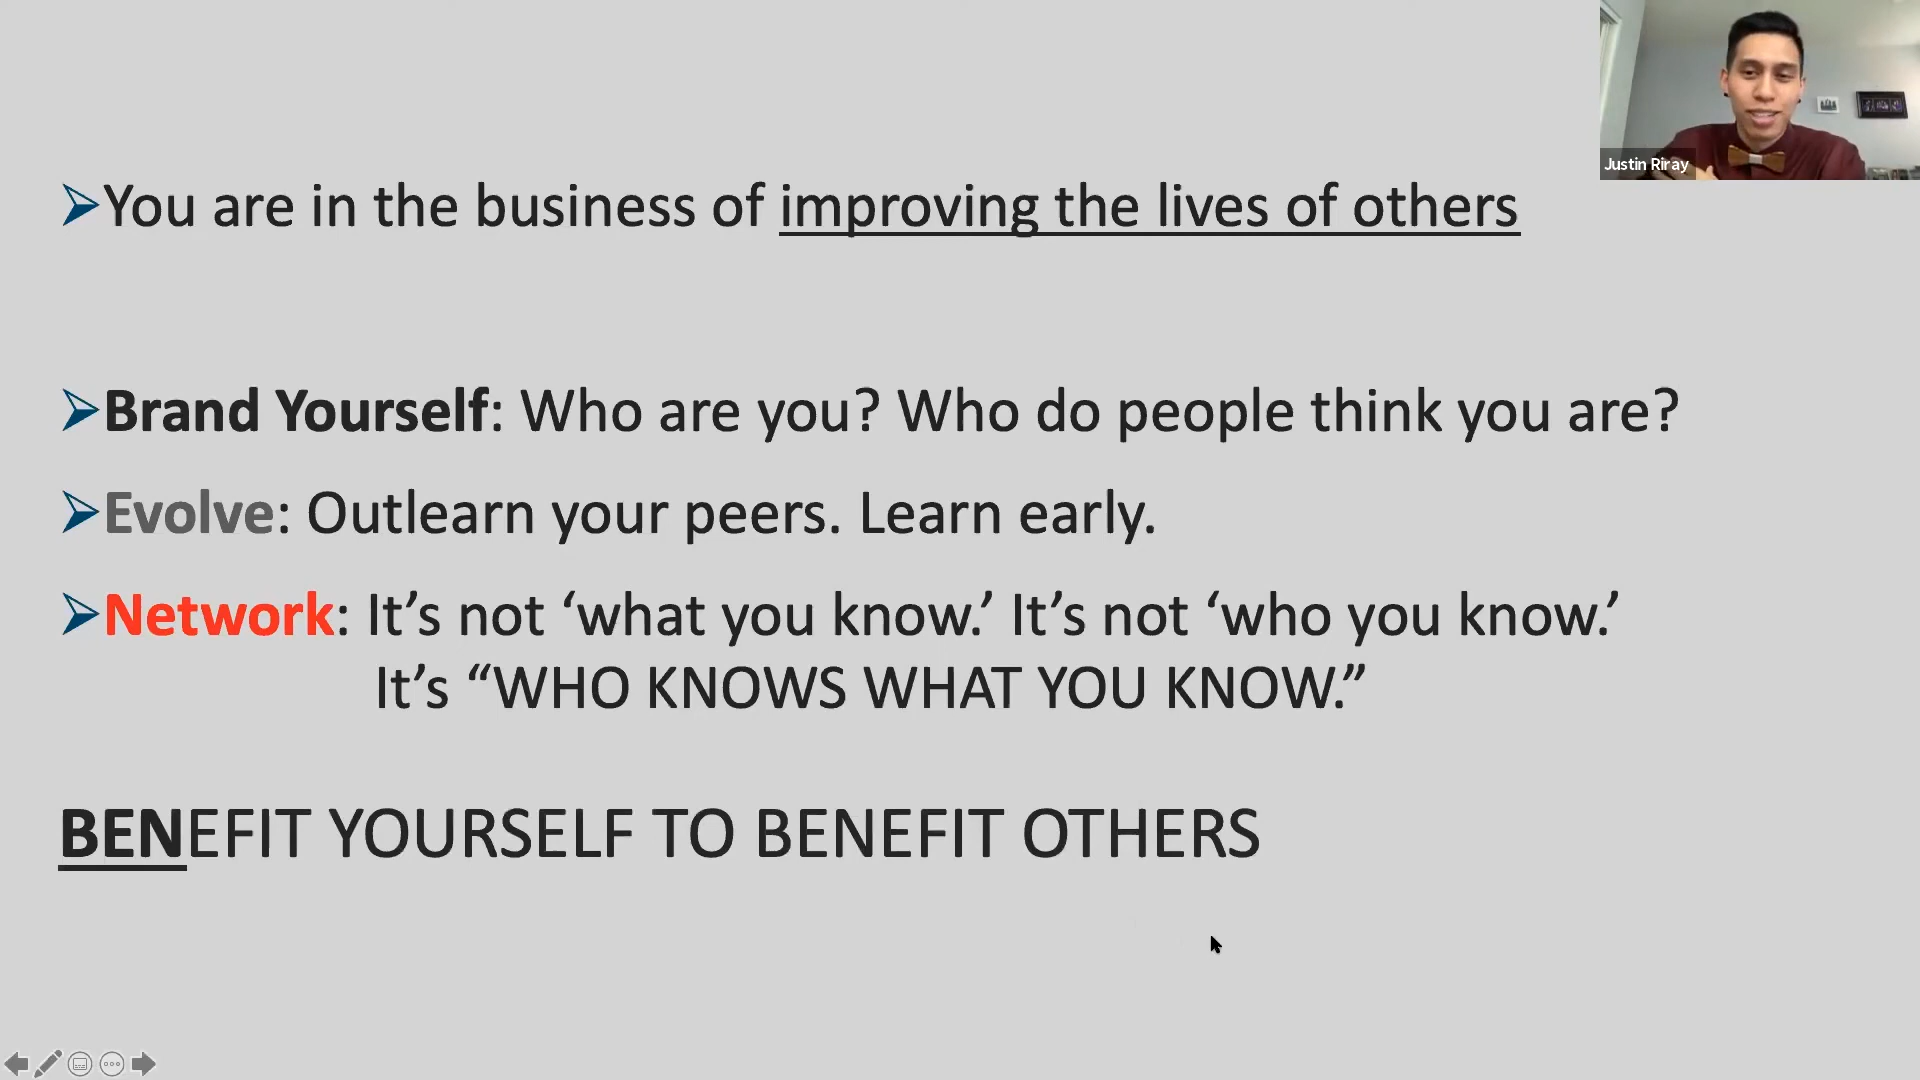 Justin Riray
➢You are in the business of improving the lives of others
➢Brand Yourself: Who are you? Who do people think you are?
➢Evolve: Outlearn your peers. Learn early.
➢Network: It’s not ‘what you know.’ It’s not ‘who you know.’
It’s “WHO KNOWS WHAT YOU KNOW.”
BENEFIT YOURSELF TO BENEFIT OTHERS